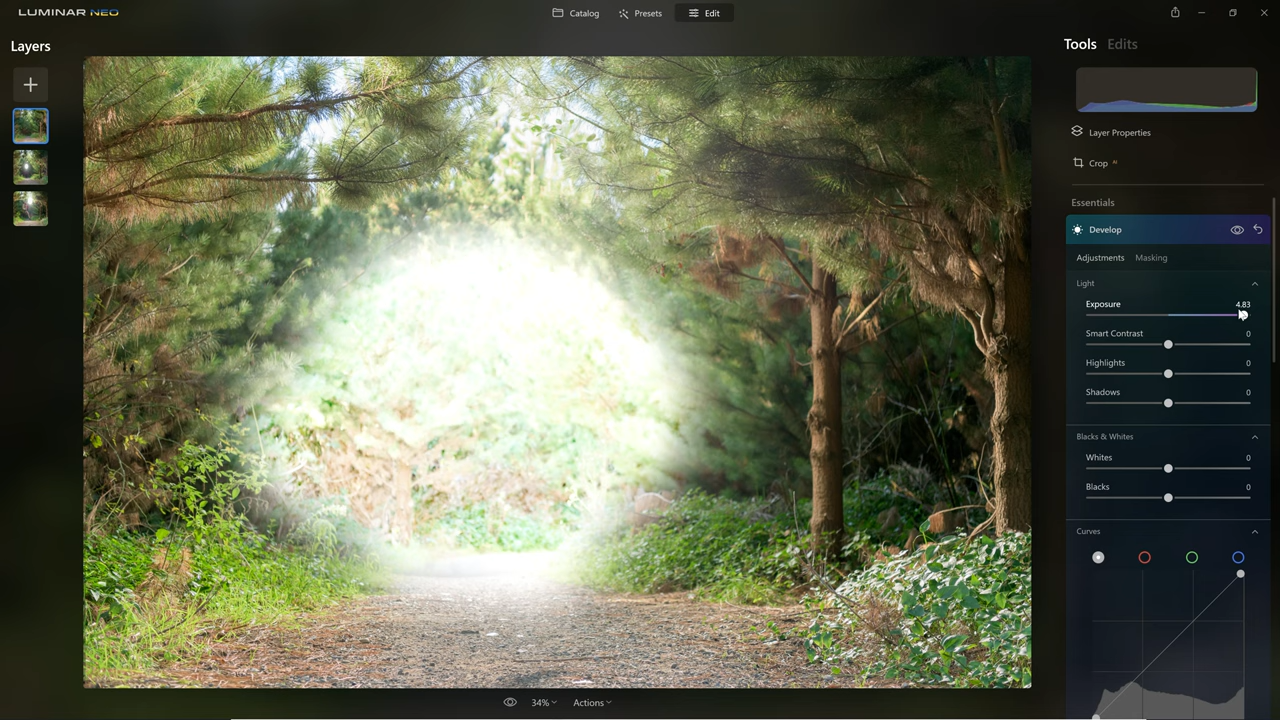 LUMINAR NEO
Catalog
Presets
Edit
Layers
Tools Edits
Layer Properties
Crop AI
Essentials
Develop
Adjustments Masking
Light
Exposure 4.83
Smart Contrast 0
Highlights 0
Shadows 0
Blacks & Whites
Whites 0
Blacks 0
Curves
34%
Actions